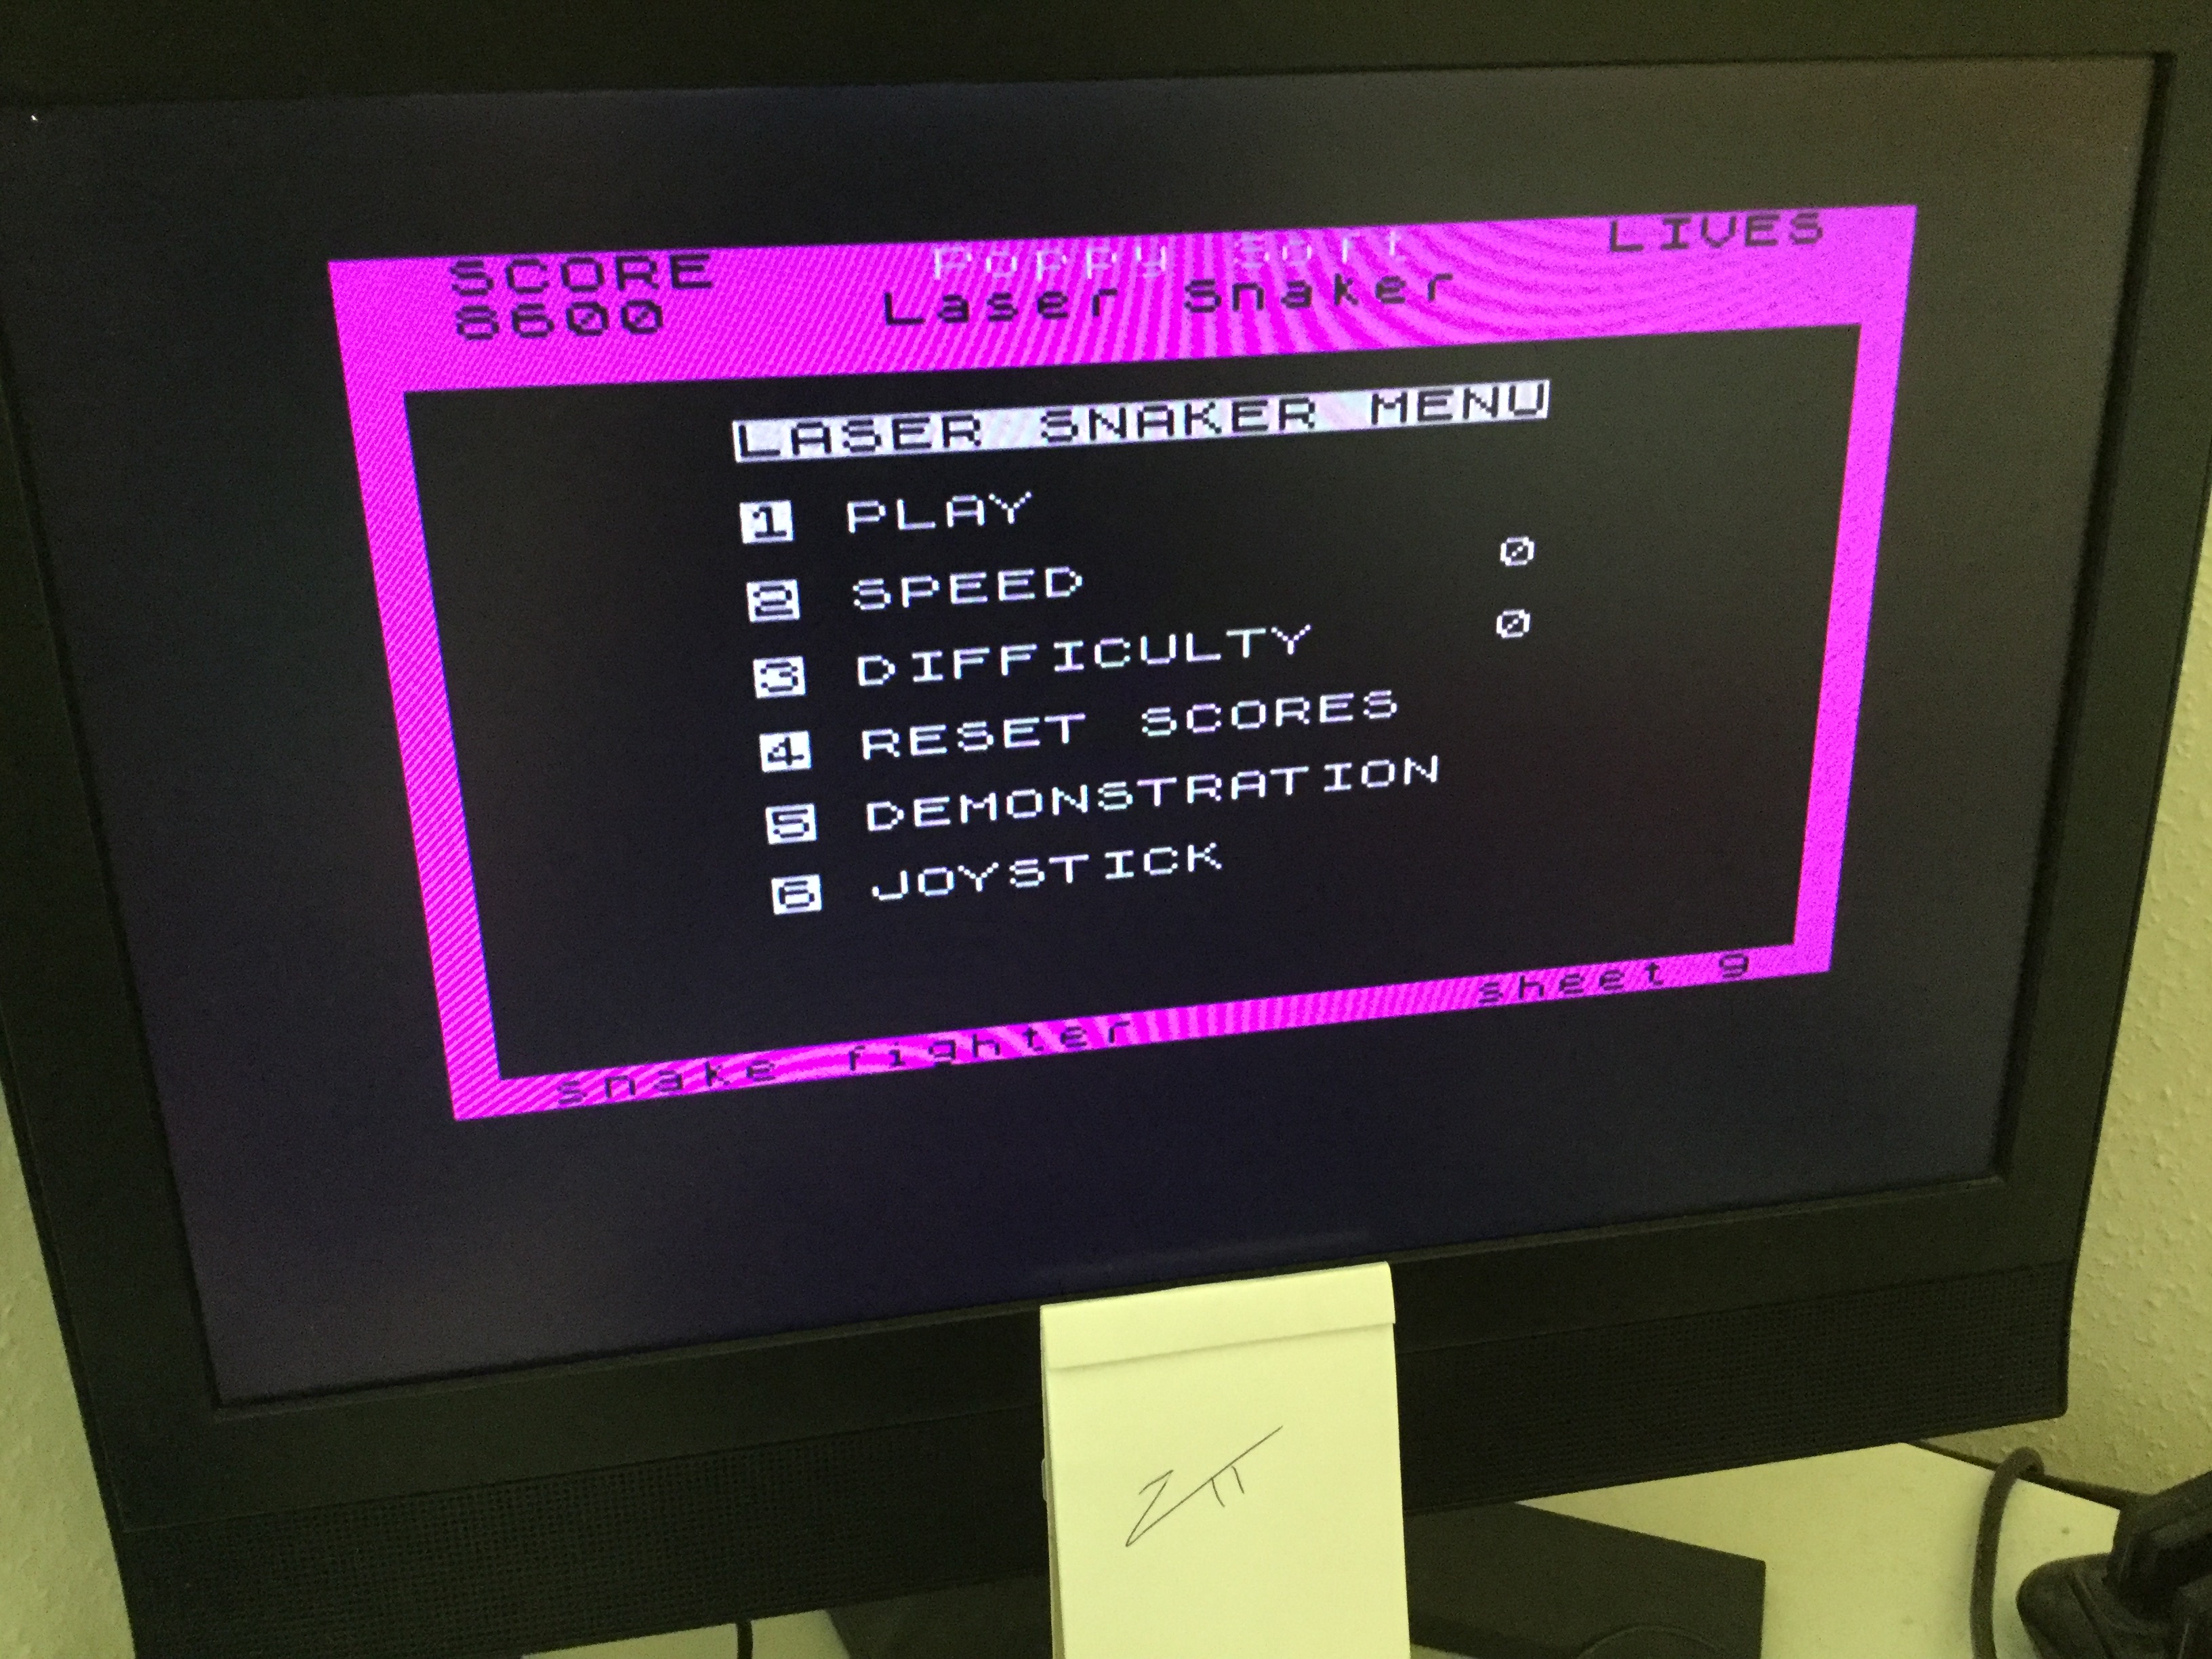 SCORE
8600
Poppy Soft
Laser Snaker
LIVES
LASER SNAKER MENU
1 PLAY
2 SPEED 0
3 DIFFICULTY 0
4 RESET SCORES
5 DEMONSTRATION
6 JOYSTICK
snake fighter sheet 9